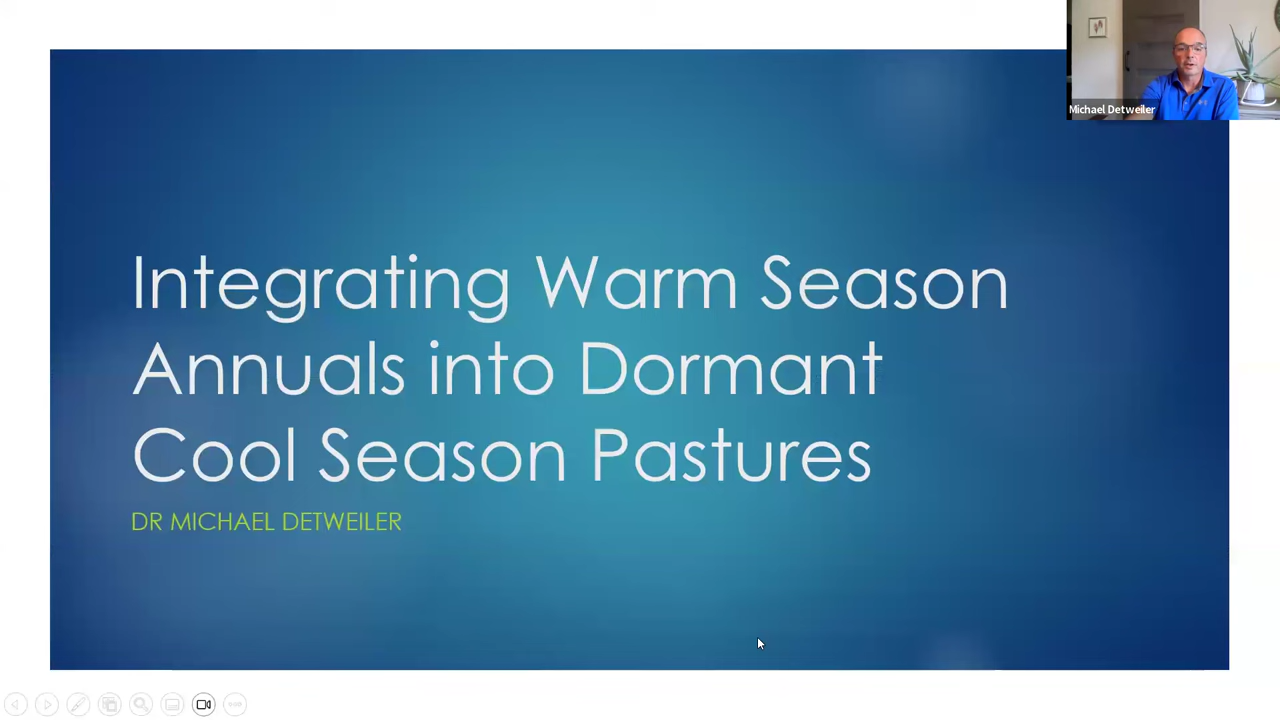 Michael Detweiler
Integrating Warm Season
Annuals into Dormant
Cool Season Pastures
DR MICHAEL DETWEILER